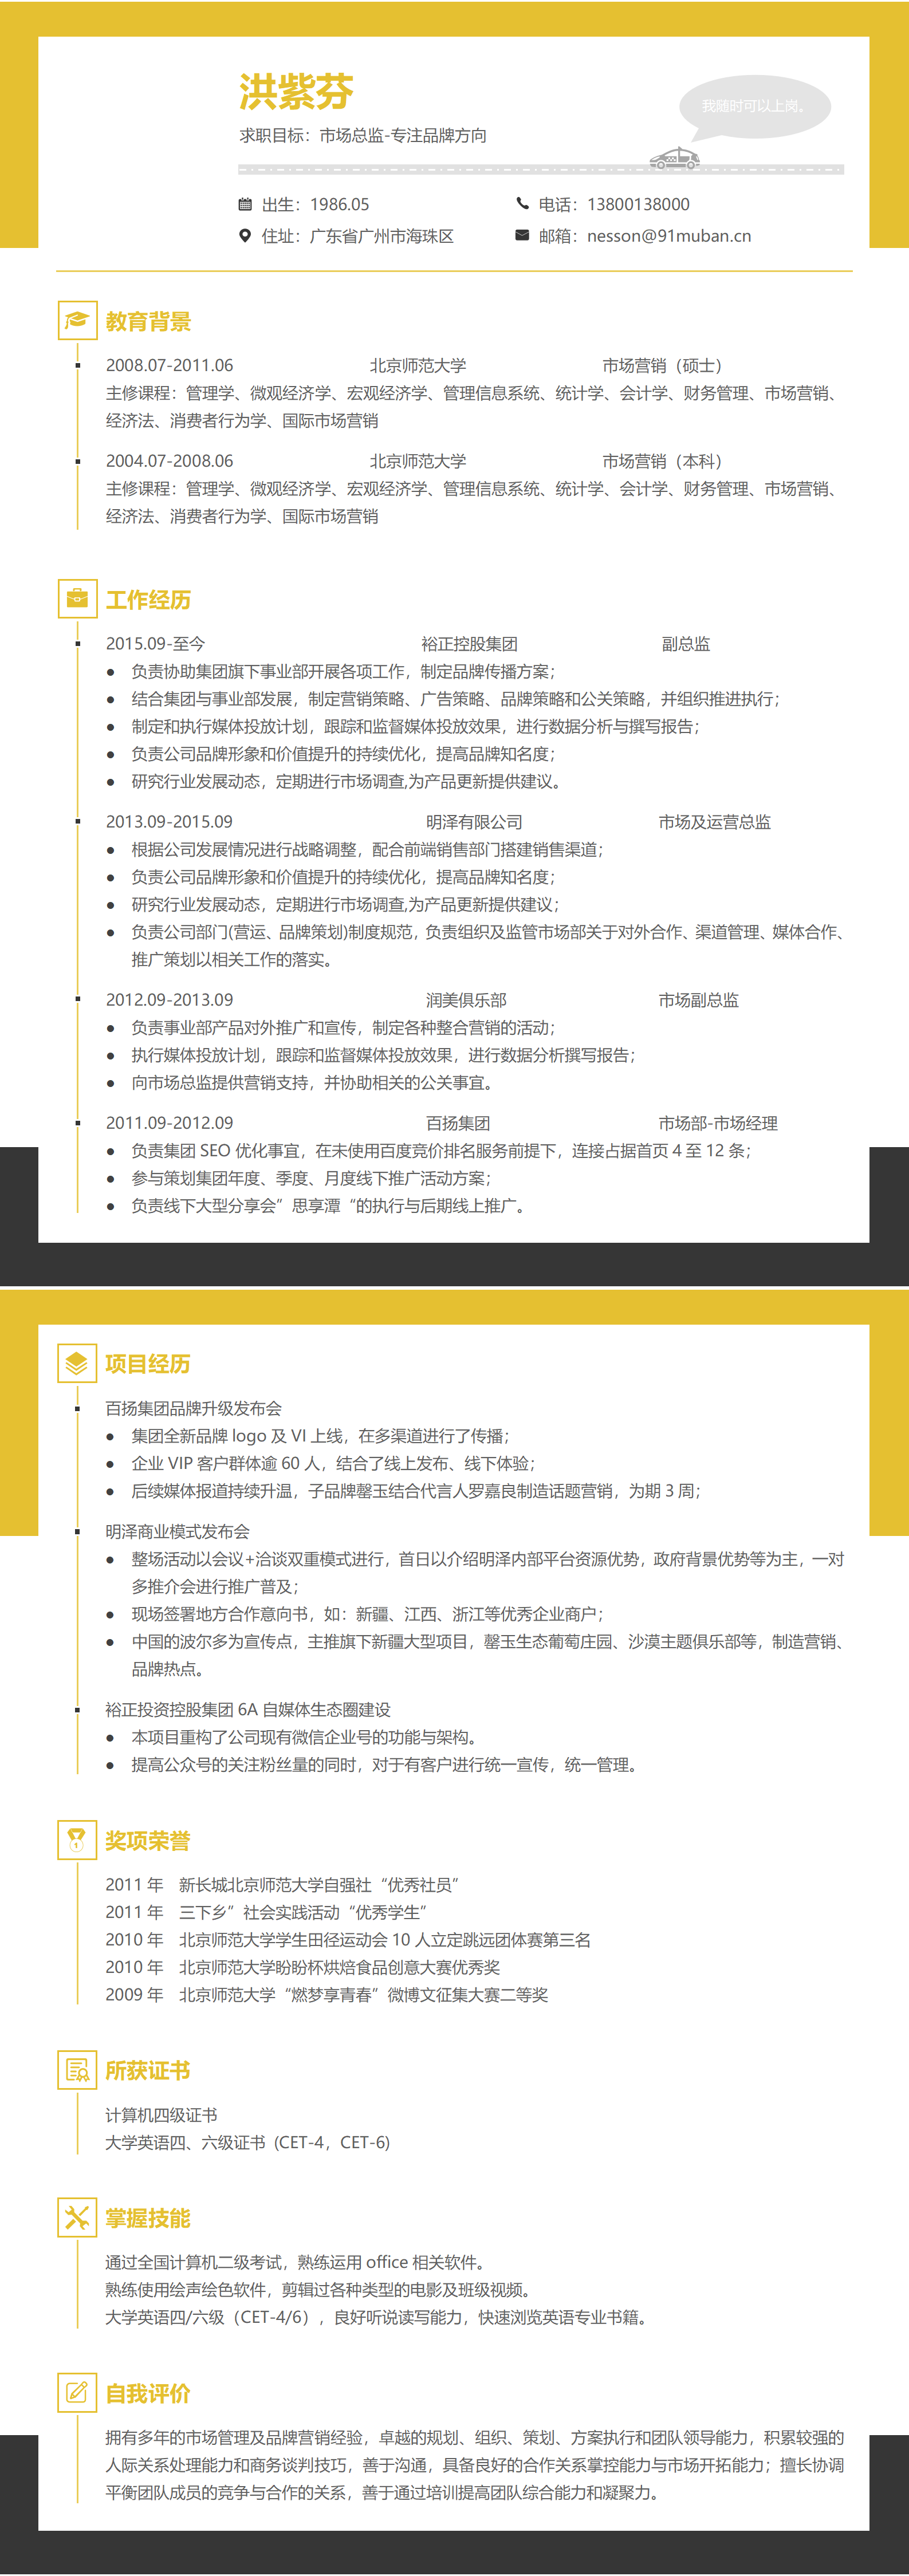 洪紫芬
我随时可以上岗。
求职目标：市场总监-专注品牌方向
出生：1986.05 电话：13800138000
住址：广东省广州市海珠区 邮箱：nesson@91muban.cn
教育背景
2008.07-2011.06 北京师范大学 市场营销（硕士）
主修课程：管理学、微观经济学、宏观经济学、管理信息系统、统计学、会计学、财务管理、市场营销、
经济法、消费者行为学、国际市场营销
2004.07-2008.06 北京师范大学 市场营销（本科）
主修课程：管理学、微观经济学、宏观经济学、管理信息系统、统计学、会计学、财务管理、市场营销、
经济法、消费者行为学、国际市场营销
工作经历
2015.09-至今 裕正控股集团 副总监
● 负责协助集团旗下事业部开展各项工作，制定品牌传播方案；
● 结合集团与事业部发展，制定营销策略、广告策略、品牌策略和公关策略，并组织推进执行；
● 制定和执行媒体投放计划，跟踪和监督媒体投放效果，进行数据分析与撰写报告；
● 负责公司品牌形象和价值提升的持续优化，提高品牌知名度；
● 研究行业发展动态，定期进行市场调查,为产品更新提供建议。
2013.09-2015.09 明泽有限公司 市场及运营总监
● 根据公司发展情况进行战略调整，配合前端销售部门搭建销售渠道；
● 负责公司品牌形象和价值提升的持续优化，提高品牌知名度；
● 研究行业发展动态，定期进行市场调查,为产品更新提供建议；
● 负责公司部门(营运、品牌策划)制度规范，负责组织及监管市场部关于对外合作、渠道管理、媒体合作、
推广策划以相关工作的落实。
2012.09-2013.09 润美俱乐部 市场副总监
● 负责事业部产品对外推广和宣传，制定各种整合营销的活动；
● 执行媒体投放计划，跟踪和监督媒体投放效果，进行数据分析撰写报告；
● 向市场总监提供营销支持，并协助相关的公关事宜。
2011.09-2012.09 百扬集团 市场部-市场经理
● 负责集团 SEO 优化事宜，在未使用百度竞价排名服务前提下，连接占据首页 4 至 12 条；
● 参与策划集团年度、季度、月度线下推广活动方案；
● 负责线下大型分享会”思享潭“的执行与后期线上推广。
项目经历
百扬集团品牌升级发布会
● 集团全新品牌 logo 及 VI 上线，在多渠道进行了传播；
● 企业 VIP 客户群体逾 60 人，结合了线上发布、线下体验；
● 后续媒体报道持续升温，子品牌罄玉结合代言人罗嘉良制造话题营销，为期 3 周；
明泽商业模式发布会
● 整场活动以会议+洽谈双重模式进行，首日以介绍明泽内部平台资源优势，政府背景优势等为主，一对
多推介会进行推广普及；
● 现场签署地方合作意向书，如：新疆、江西、浙江等优秀企业商户；
● 中国的波尔多为宣传点，主推旗下新疆大型项目，罄玉生态葡萄庄园、沙漠主题俱乐部等，制造营销、
品牌热点。
裕正投资控股集团 6A 自媒体生态圈建设
● 本项目重构了公司现有微信企业号的功能与架构。
● 提高公众号的关注粉丝量的同时，对于有客户进行统一宣传，统一管理。
奖项荣誉
2011 年 新长城北京师范大学自强社“优秀社员”
2011 年 三下乡”社会实践活动“优秀学生”
2010 年 北京师范大学学生田径运动会 10 人立定跳远团体赛第三名
2010 年 北京师范大学盼盼杯烘焙食品创意大赛优秀奖
2009 年 北京师范大学“燃梦享青春”微博文征集大赛二等奖
所获证书
计算机四级证书
大学英语四、六级证书 (CET-4，CET-6)
掌握技能
通过全国计算机二级考试，熟练运用 office 相关软件。
熟练使用绘声绘色软件，剪辑过各种类型的电影及班级视频。
大学英语四/六级（CET-4/6），良好听说读写能力，快速浏览英语专业书籍。
自我评价
拥有多年的市场管理及品牌营销经验，卓越的规划、组织、策划、方案执行和团队领导能力，积累较强的
人际关系处理能力和商务谈判技巧，善于沟通，具备良好的合作关系掌控能力与市场开拓能力；擅长协调
平衡团队成员的竞争与合作的关系，善于通过培训提高团队综合能力和凝聚力。